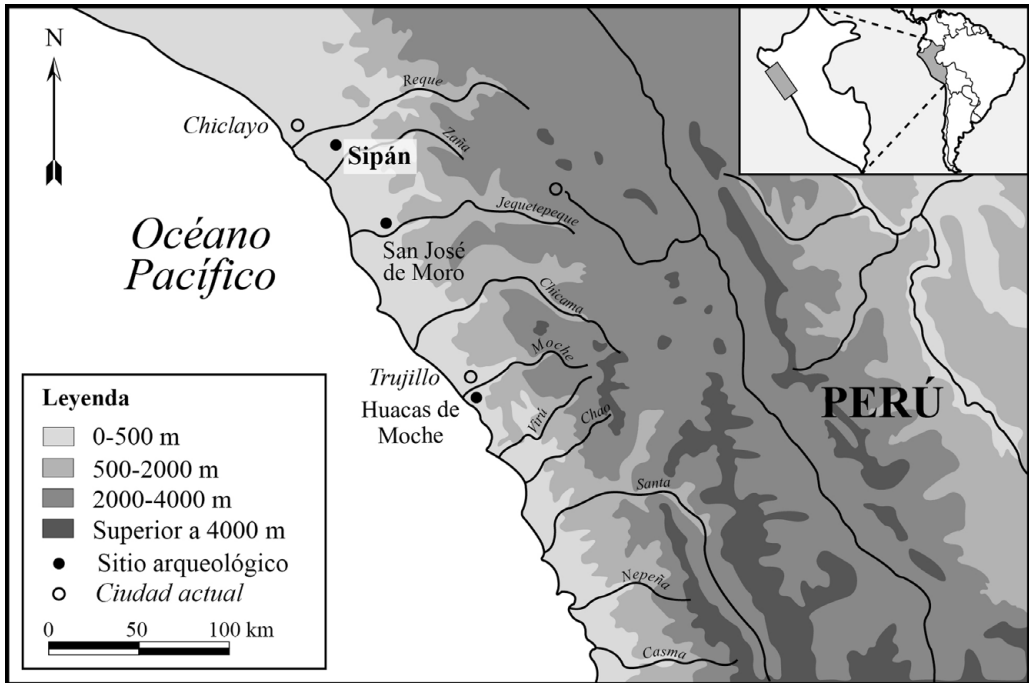 N
Reque
Chiclayo
Zaña
Sipán
Jequetepeque
Océano
Pacífico
San José
de Moro
Chicama
Moche
Trujillo
PERÚ
Huacas de
Moche
Virú
Chao
Santa
Nepeña
Casma
Leyenda
0-500 m
500-2000 m
2000-4000 m
Superior a 4000 m
Sitio arqueológico
Ciudad actual
0 50 100 km